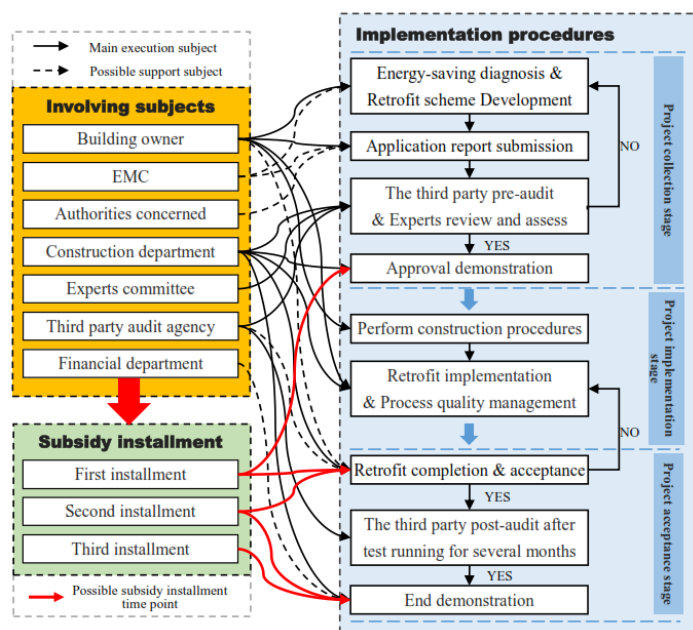 Main execution subject
Possible support subject
Involving subjects
Building owner
EMC
Authorities concerned
Construction department
Experts committee
Third party audit agency
Financial department
Subsidy installment
First installment
Second installment
Third installment
Possible subsidy installment
time point
Implementation procedures
Energy-saving diagnosis &
Retrofit scheme Development
Application report submission
NO
The third party pre-audit
& Experts review and assess
YES
Approval demonstration
Project collection stage
Perform construction procedures
Retrofit implementation
& Process quality management
Project implementation
stage
NO
Retrofit completion & acceptance
YES
The third party post-audit after
test running for several months
YES
End demonstration
Project acceptance stage